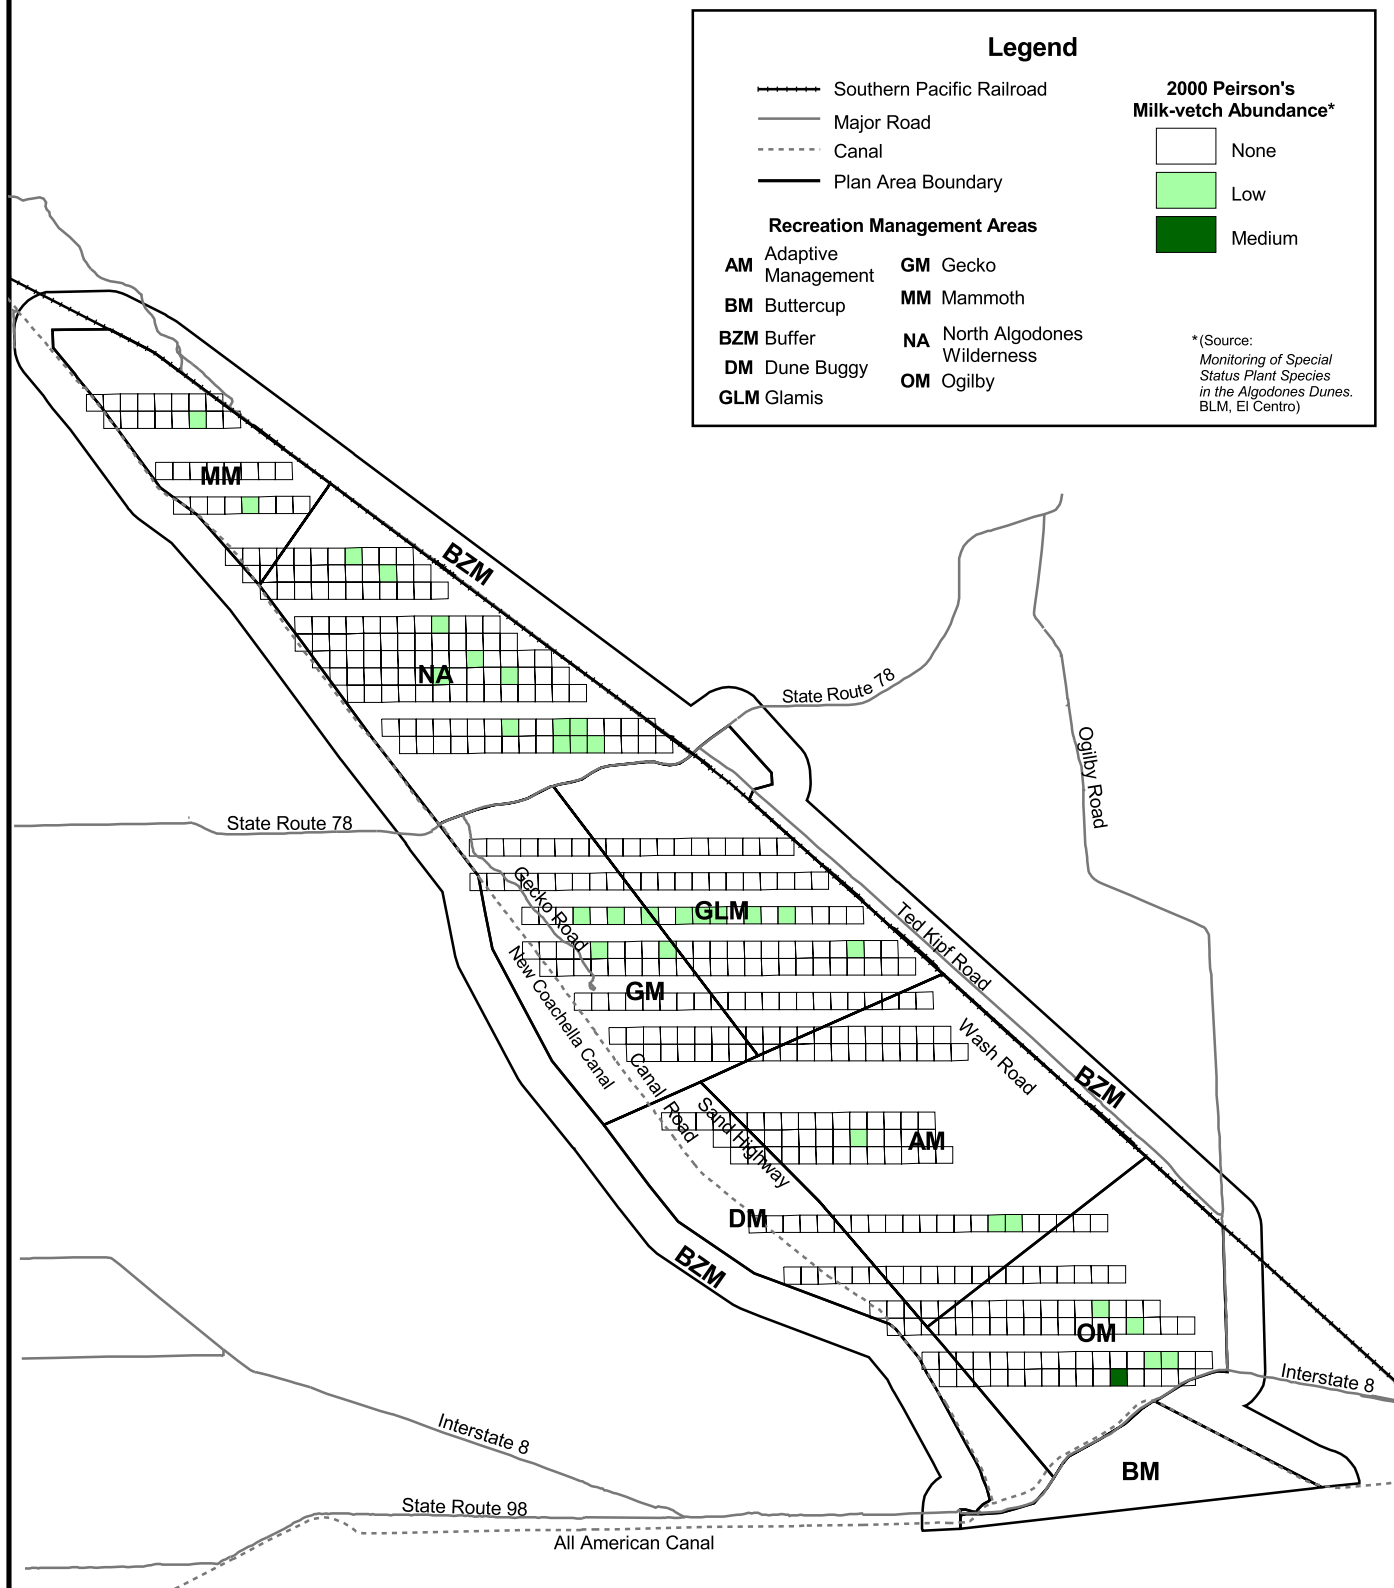 Legend
Southern Pacific Railroad
Major Road
Canal
Plan Area Boundary
2000 Peirson's
Milk-vetch Abundance*
None
Low
Medium
Recreation Management Areas
AM Adaptive
Management
BM Buttercup
BZM Buffer
DM Dune Buggy
GLM Glamis
GM Gecko
MM Mammoth
NA North Algodones
Wilderness
OM Ogilby
*(Source:
Monitoring of Special
Status Plant Species
in the Algodones Dunes.
BLM, El Centro)
MM
BZM
NA
State Route 78
Ogilby Road
State Route 78
Gecko Road
GLM
Ted Kipf Road
New Coachella Canal
GM
Wash Road
Canal Road
BZM
Sand Highway
AM
DM
BZM
OM
Interstate 8
Interstate 8
BM
State Route 98
All American Canal